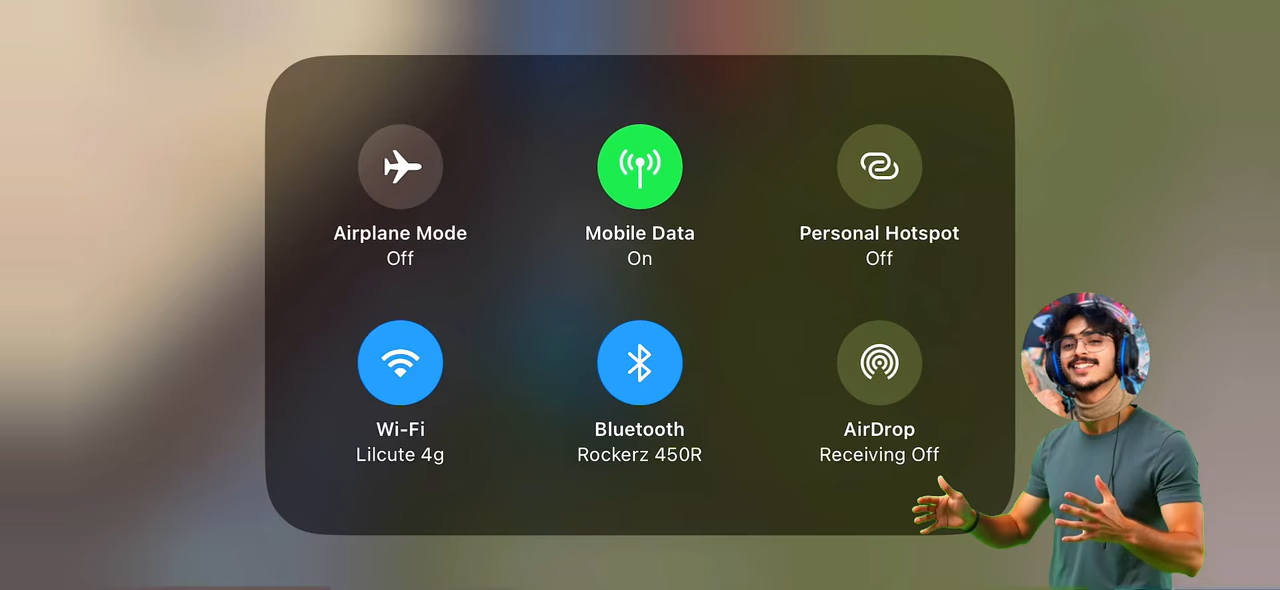 Airplane Mode
Off
Mobile Data
On
Personal Hotspot
Off
Wi-Fi
Lilcute 4g
Bluetooth
Rockerz 450R
AirDrop
Receiving Off